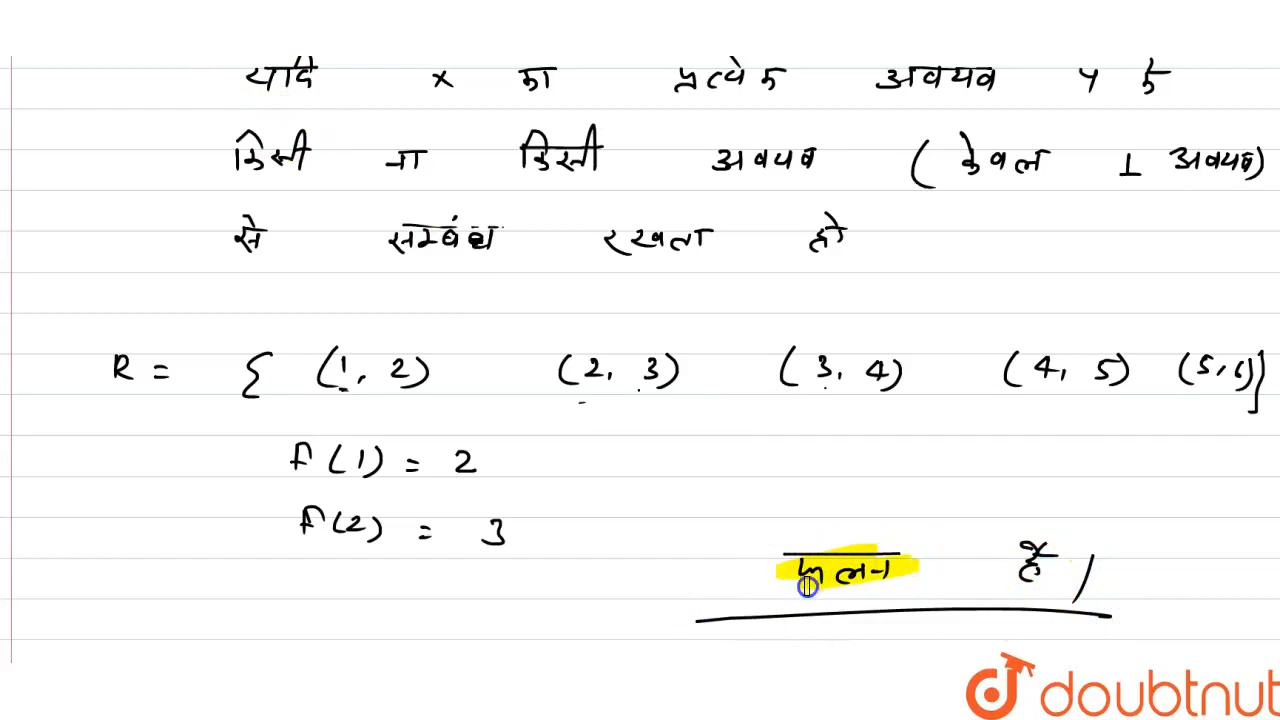 यदि x का प्रत्येक अवयव y के
किसी ना किसी अवयव (केवल 1 अवयव)
से सम्बंध रखता हो
R = { (1, 2) (2, 3) (3, 4) (4, 5) (5, 6)}
f(1) = 2
f(2) = 3
फलन है।
doubtnut